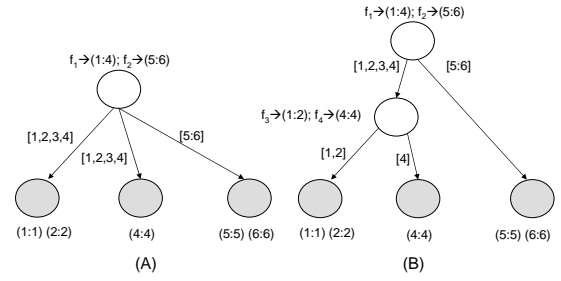 f₁→(1:4); f₂→(5:6)
[1,2,3,4]
[1,2,3,4]
[5:6]
(1:1) (2:2)
(4:4)
(5:5) (6:6)
(A)
f₁→(1:4); f₂→(5:6)
[1,2,3,4]
[5:6]
f₃→(1:2); f₄→(4:4)
[1,2]
[4]
(1:1) (2:2)
(4:4)
(5:5) (6:6)
(B)